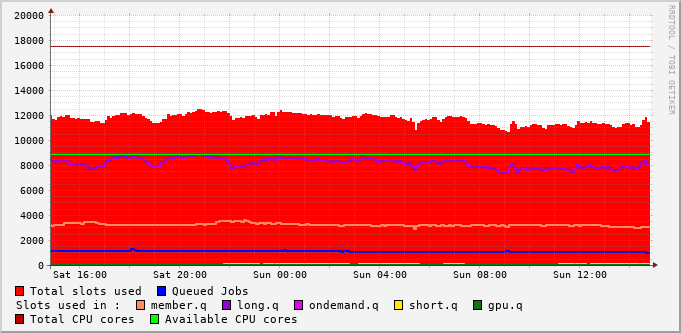 RRDTOOL / TOBI OETIKER
20000
18000
16000
14000
12000
10000
8000
6000
4000
2000
0
Sat 16:00 Sat 20:00 Sun 00:00 Sun 04:00 Sun 08:00 Sun 12:00
Total slots used Queued Jobs
Slots used in : member.q long.q ondemand.q short.q gpu.q
Total CPU cores Available CPU cores